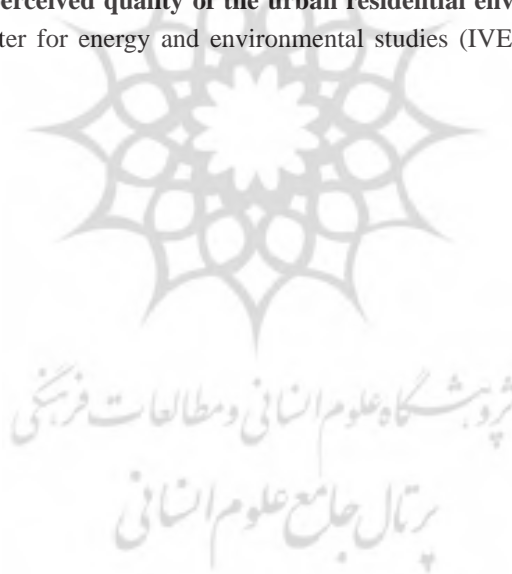 erceived quality of the urban residential env
ter for energy and environmental studies (IVE
پژوهشگاه علوم انسانی و مطالعات فرهنگی
پرتال جامع علوم انسانی